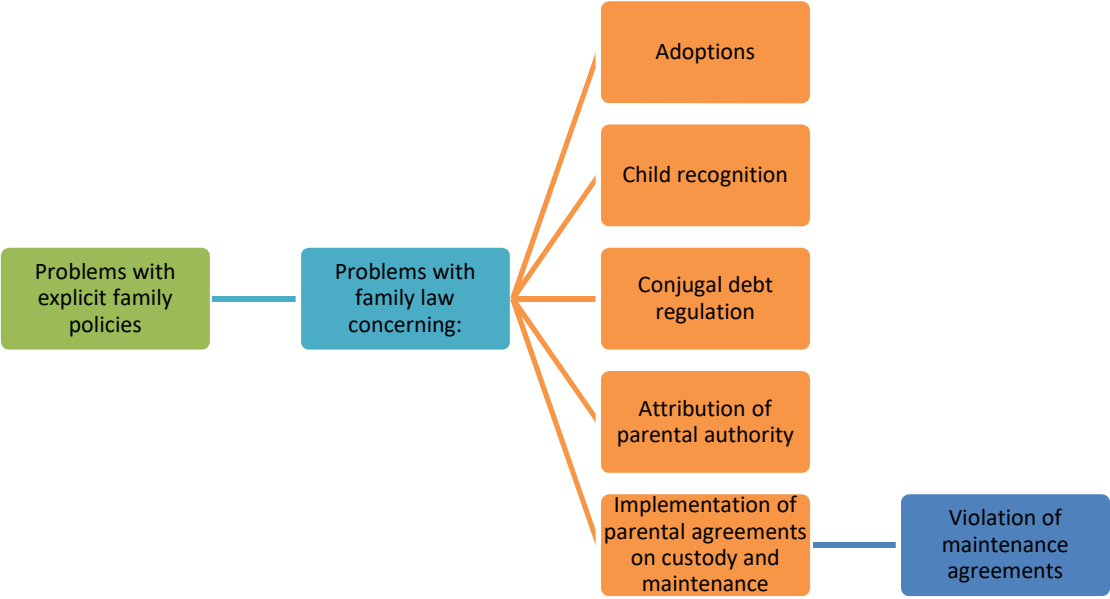 Problems with
explicit family
policies
Problems with
family law
concerning:
Adoptions
Child recognition
Conjugal debt
regulation
Attribution of
parental authority
Implementation of
parental agreements
on custody and
maintenance
Violation of
maintenance
agreements